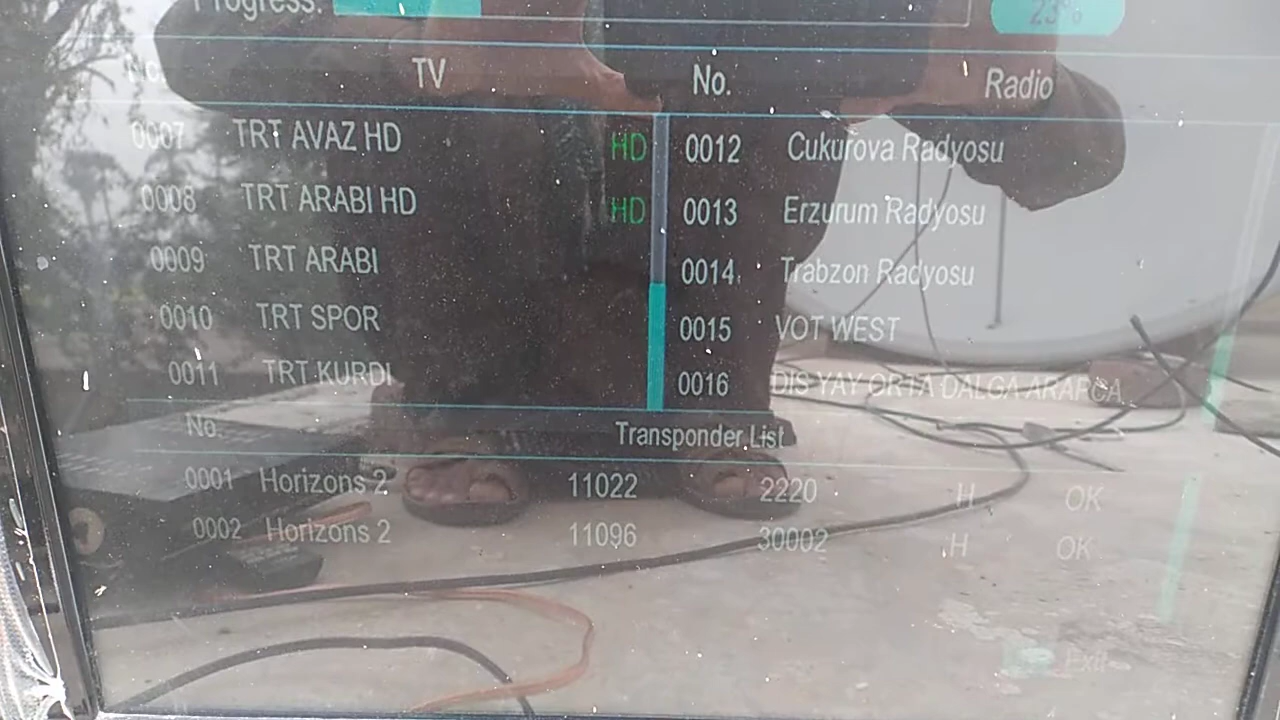 Progress: 23%
No. TV No. Radio
0007 TRT AVAZ HD HD 0012 Cukurova Radyosu
0008 TRT ARABI HD HD 0013 Erzurum Radyosu
0009 TRT ARABI 0014 Trabzon Radyosu
0010 TRT SPOR 0015 VOT WEST
0011 TRT KURDI 0016 DIS YAY ORTA DALGA ARAPCA
No. Transponder List
0001 Horizons 2 11022 2220 H OK
0002 Horizons 2 11096 30002 H OK
Exit